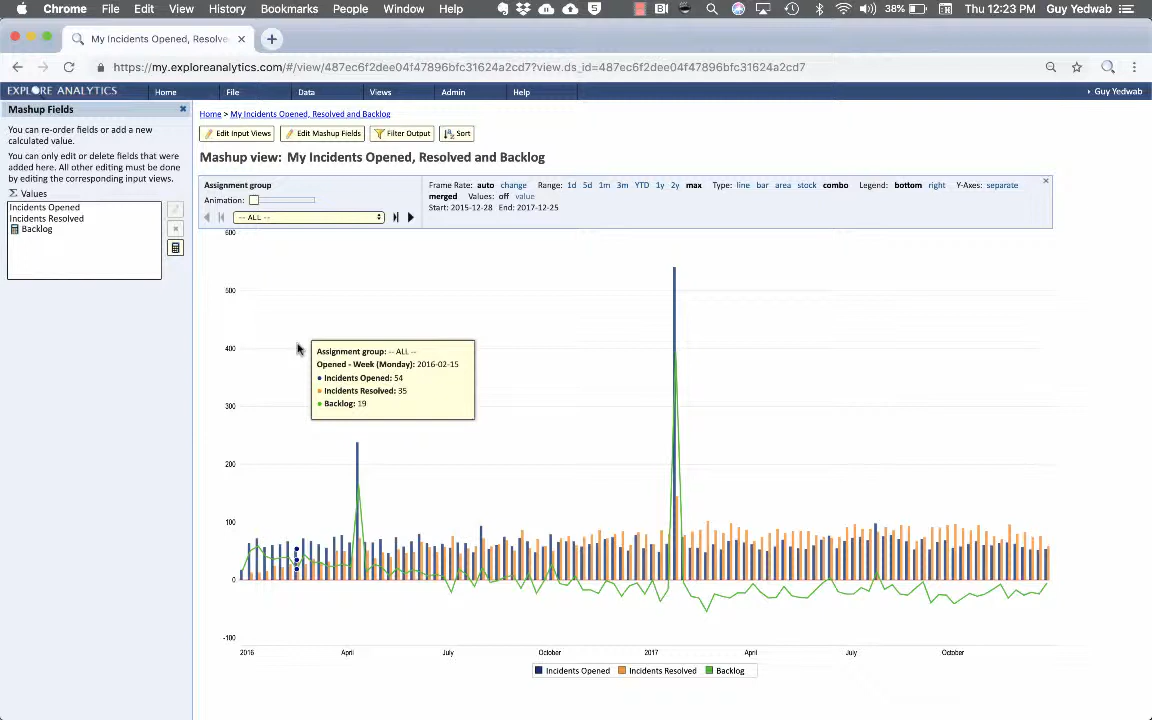 Chrome File Edit View History Bookmarks People Window Help 38% Thu 12:23 PM Guy Yedwab
My Incidents Opened, Resolve
https://my.exploreanalytics.com/#/view/487ec6f2dee04f47896bfc31624a2cd7?view.ds_id=487ec6f2dee04f47896bfc31624a2cd7
EXPLORE ANALYTICS Home File Data Views Admin Help Guy Yedwab
Mashup Fields
You can re-order fields or add a new
calculated value.
You can only edit or delete fields that were
added here. All other editing must be done
by editing the corresponding input views.
Σ Values
Incidents Opened
Incidents Resolved
Backlog
Home > My Incidents Opened, Resolved and Backlog
Edit Input Views Edit Mashup Fields Filter Output Sort
Mashup view: My Incidents Opened, Resolved and Backlog
Assignment group
Animation:
-- ALL --
Frame Rate: auto change Range: 1d 5d 1m 3m YTD 1y 2y max Type: line bar area stock combo Legend: bottom right Y-Axes: separate
merged Values: off value
Start: 2015-12-28 End: 2017-12-25
600
500
400
300
200
100
0
-100
Assignment group: -- ALL --
Opened - Week (Monday): 2016-02-15
Incidents Opened: 54
Incidents Resolved: 35
Backlog: 19
2016 April July October 2017 April July October
Incidents Opened Incidents Resolved Backlog